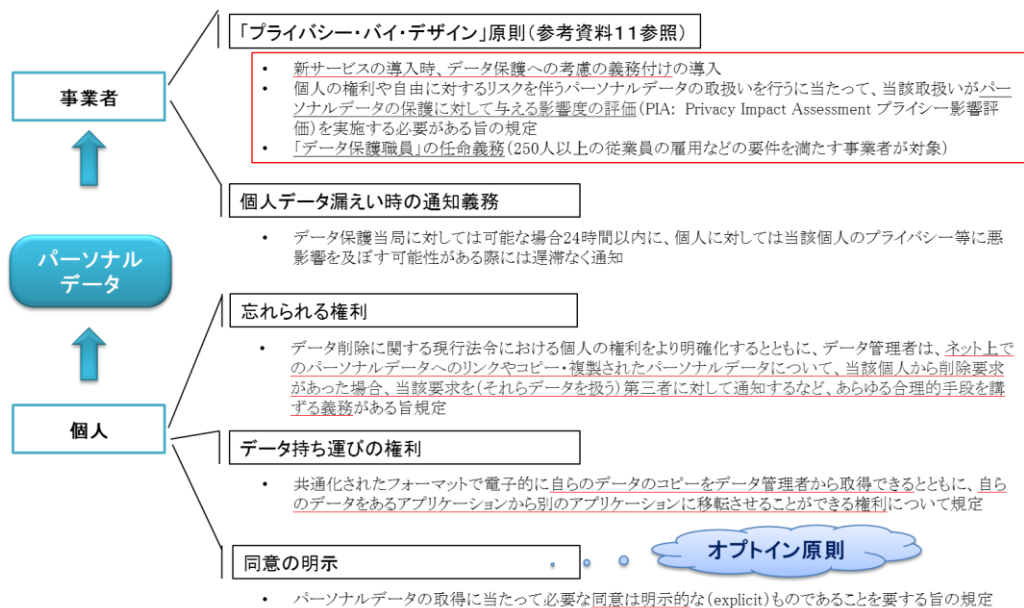 「プライバシー・バイ・デザイン」原則(参考資料11参照)
• 新サービスの導入時、データ保護への考慮の義務付けの導入
• 個人の権利や自由に対するリスクを伴うパーソナルデータの取扱いを行うに当たって、当該取扱いがパー
ソナルデータの保護に対して与える影響度の評価(PIA: Privacy Impact Assessment プライシー影響評
価)を実施する必要がある旨の規定
• 「データ保護職員」の任命義務(250人以上の従業員の雇用などの要件を満たす事業者が対象)
事業者
個人データ漏えい時の通知義務
• データ保護当局に対しては可能な場合24時間以内に、個人に対しては当該個人のプライバシー等に悪
影響を及ぼす可能性がある際には遅滞なく通知
パーソナル
データ
忘れられる権利
• データ削除に関する現行法令における個人の権利をより明確化するとともに、データ管理者は、ネット上で
のパーソナルデータへのリンクやコピー・複製されたパーソナルデータについて、当該個人から削除要求
があった場合、当該要求を(それらデータを扱う)第三者に対して通知するなど、あらゆる合理的手段を講
ずる義務がある旨規定
個人
データ持ち運びの権利
• 共通化されたフォーマットで電子的に自らのデータのコピーをデータ管理者から取得できるとともに、自ら
のデータをあるアプリケーションから別のアプリケーションに移転させることができる権利について規定
オプトイン原則
同意の明示
• パーソナルデータの取得に当たって必要な同意は明示的な(explicit)ものであることを要する旨の規定